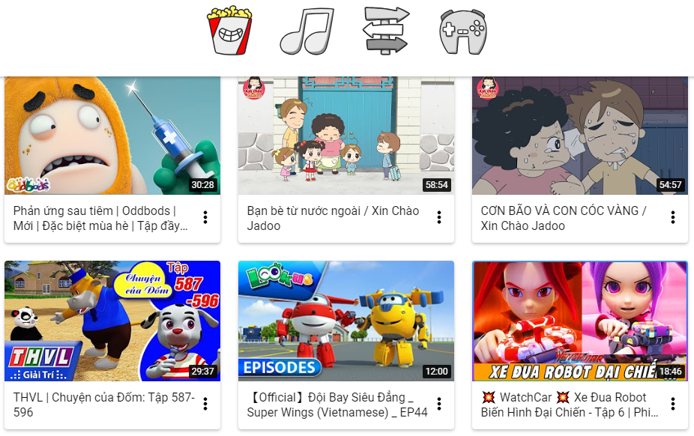 oddbods
30:28
58:54
54:57
Phản ứng sau tiêm | Oddbods |
Mới | Đặc biệt mùa hè | Tập đầy...
Bạn bè từ nước ngoài / Xin Chào
Jadoo
CƠN BÃO VÀ CON CÓC VÀNG /
Xin Chào Jadoo
Chuyện
của Đốm
Tập
587
-596
THVL
Giải Trí
29:37
LOOKUS
EPISODES
12:00
WATCHCAR
XE ĐUA ROBOT ĐẠI CHIẾN
18:46
THVL | Chuyện của Đốm: Tập 587-
596
【Official】Đội Bay Siêu Đẳng _
Super Wings (Vietnamese) _ EP44
💥 WatchCar 💥 Xe Đua Robot
Biến Hình Đại Chiến - Tập 6 | Phi...